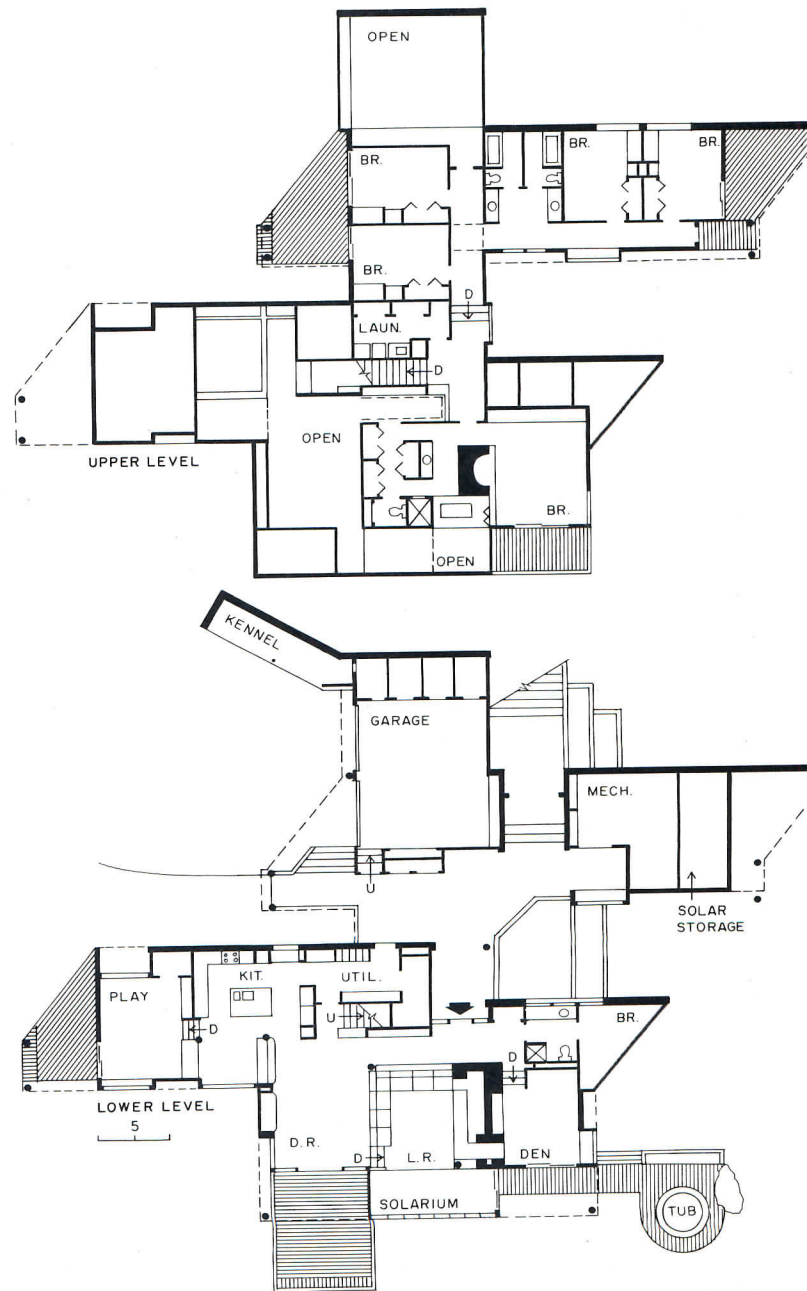 OPEN
BR.
BR.
BR.
BR.
D
LAUN.
D
OPEN
UPPER LEVEL
BR.
OPEN
KENNEL
GARAGE
MECH.
U
SOLAR
STORAGE
KIT.
UTIL.
PLAY
U
BR.
D
D
LOWER LEVEL
5
D.R.
D
L.R.
DEN
SOLARIUM
TUB